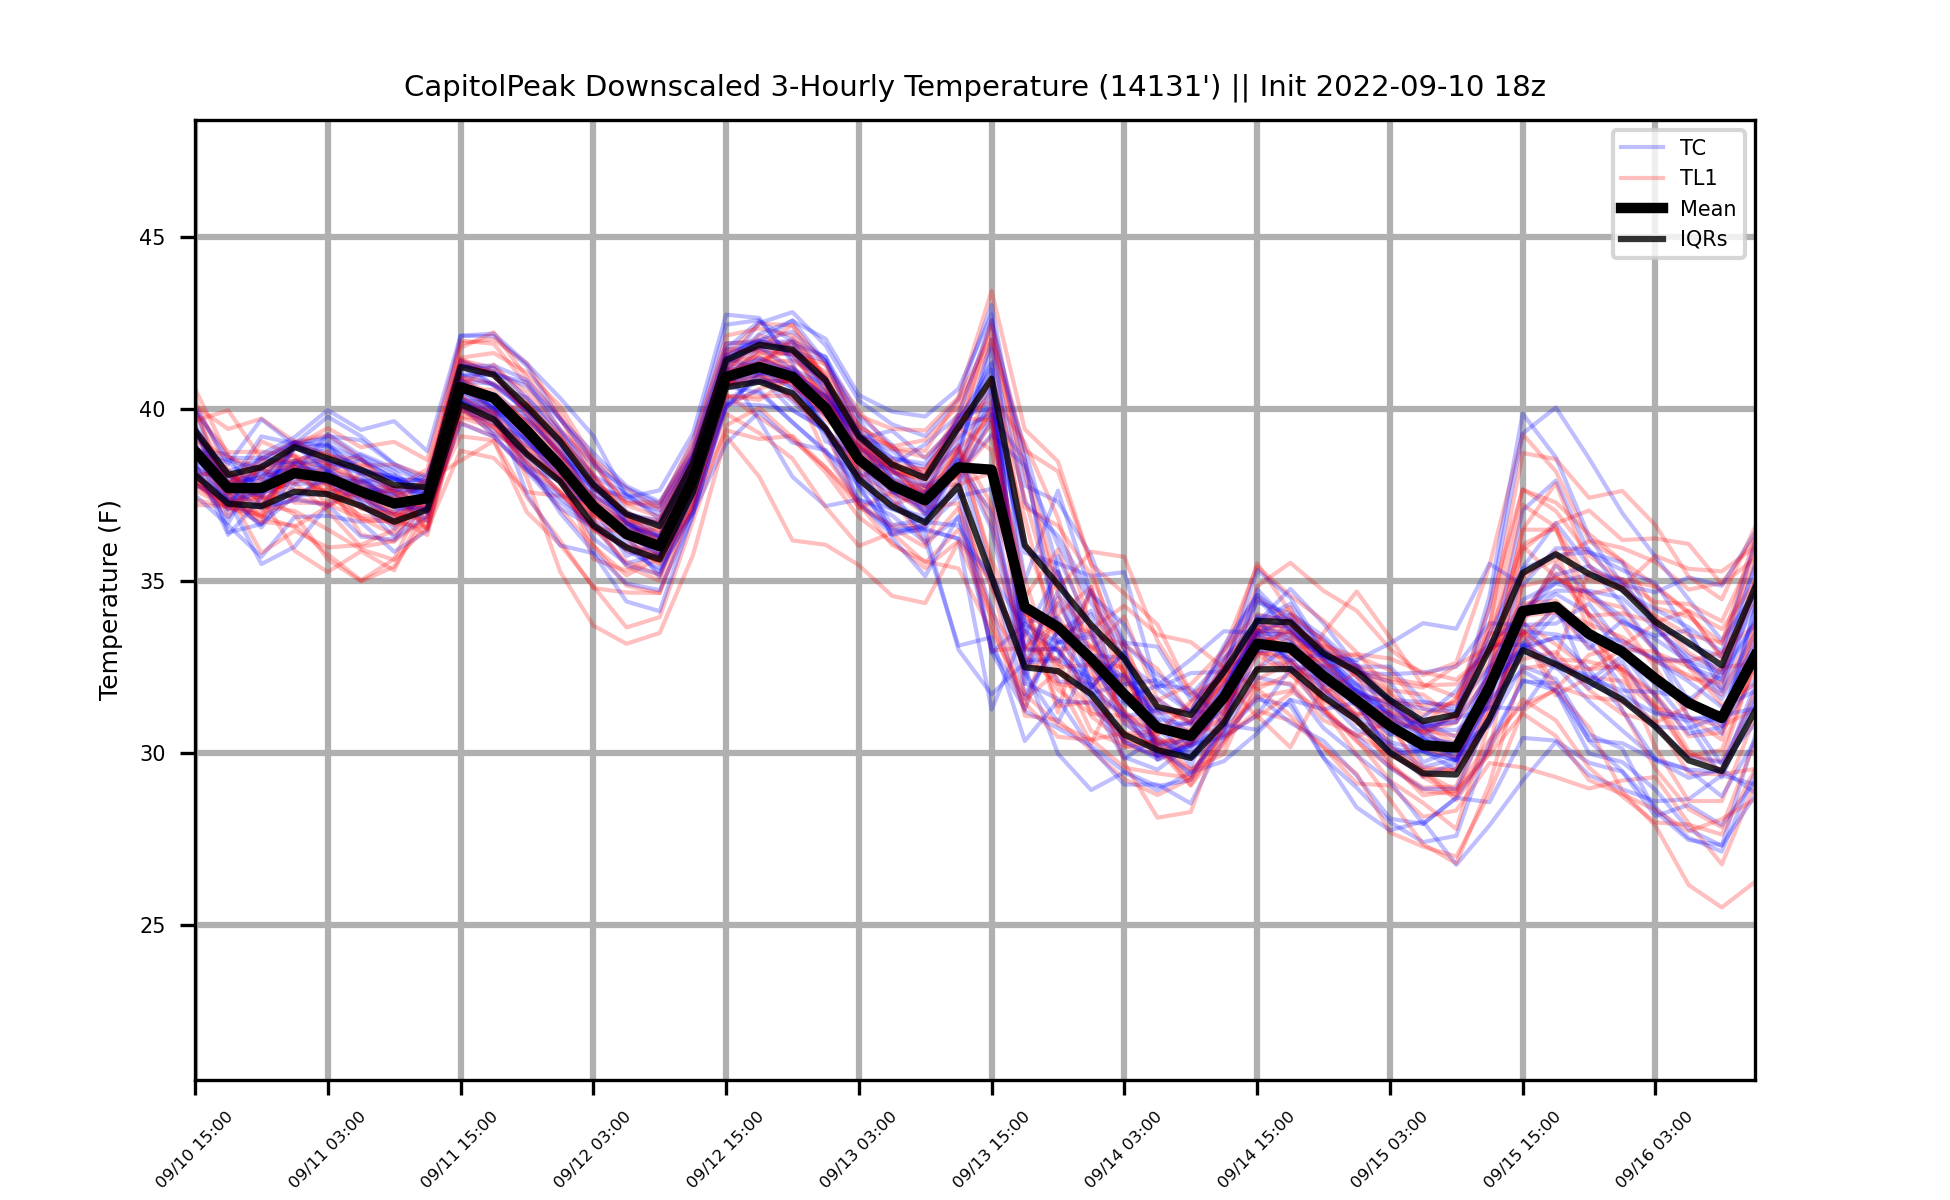 CapitolPeak Downscaled 3-Hourly Temperature (14131') || Init 2022-09-10 18z
TC
TL1
Mean
IQRs
Temperature (F)
45
40
35
30
25
09/10 15:00
09/11 03:00
09/11 15:00
09/12 03:00
09/12 15:00
09/13 03:00
09/13 15:00
09/14 03:00
09/14 15:00
09/15 03:00
09/15 15:00
09/16 03:00